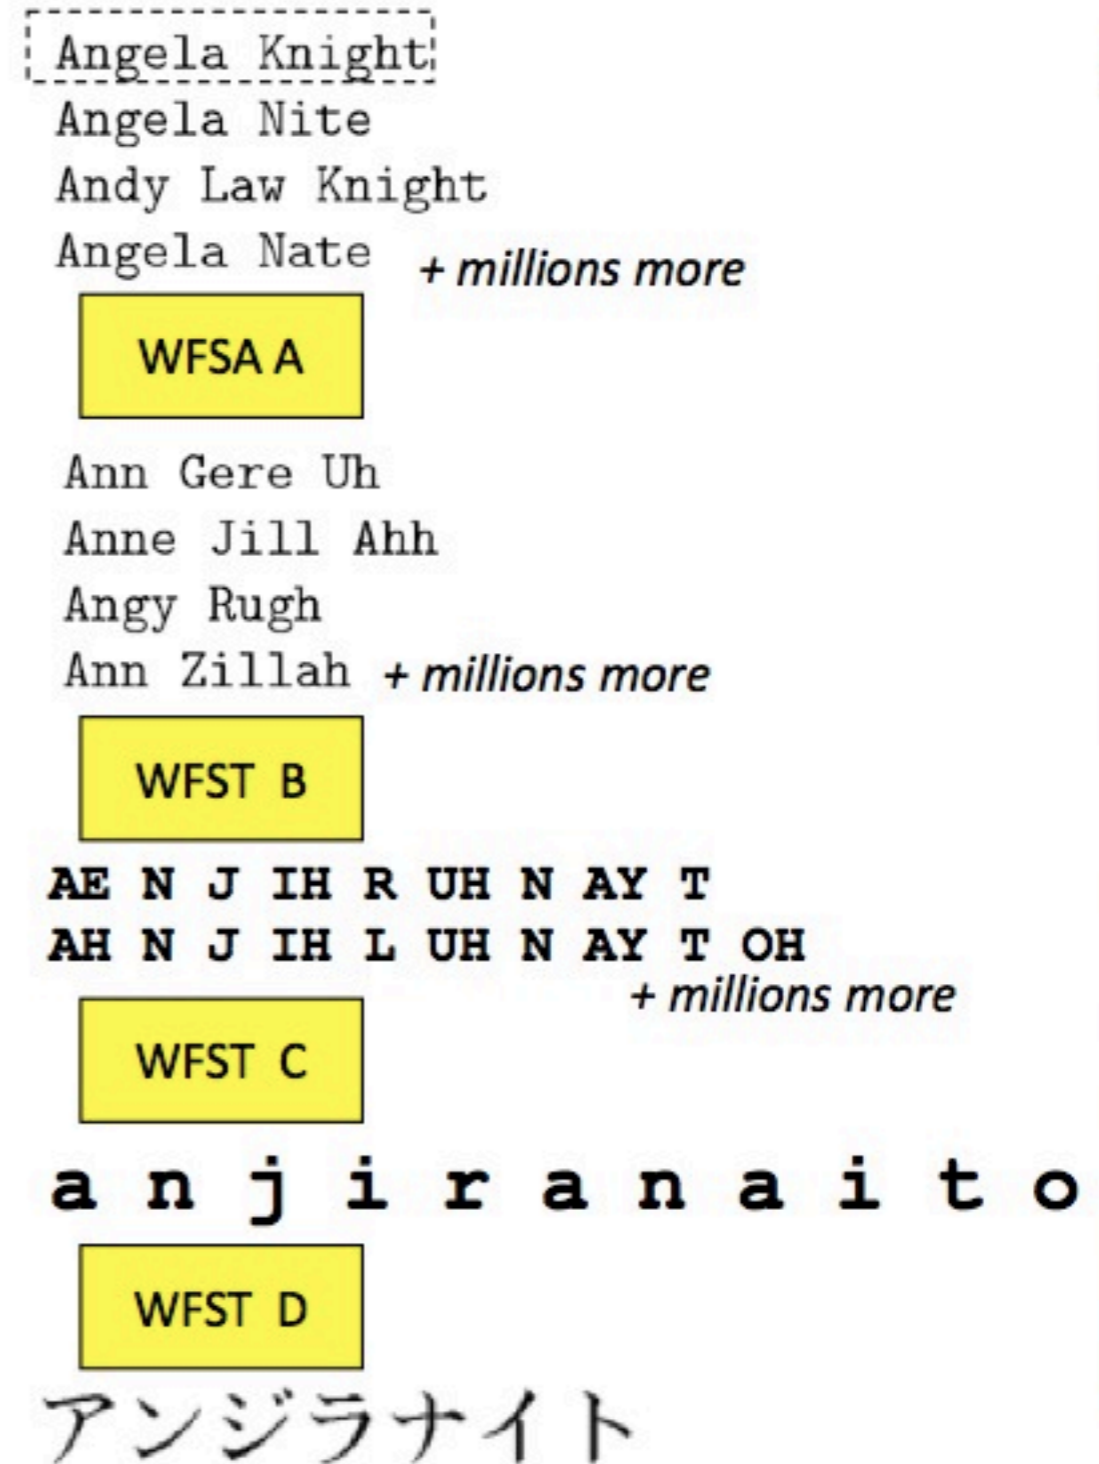 Angela Knight
Angela Nite
Andy Law Knight
Angela Nate + millions more
WFSA A
Ann Gere Uh
Anne Jill Ahh
Angy Rugh
Ann Zillah + millions more
WFST B
AE N J IH R UH N AY T
AH N J IH L UH N AY T OH
+ millions more
WFST C
a n j i r a n a i t o
WFST D
アンジラナイト